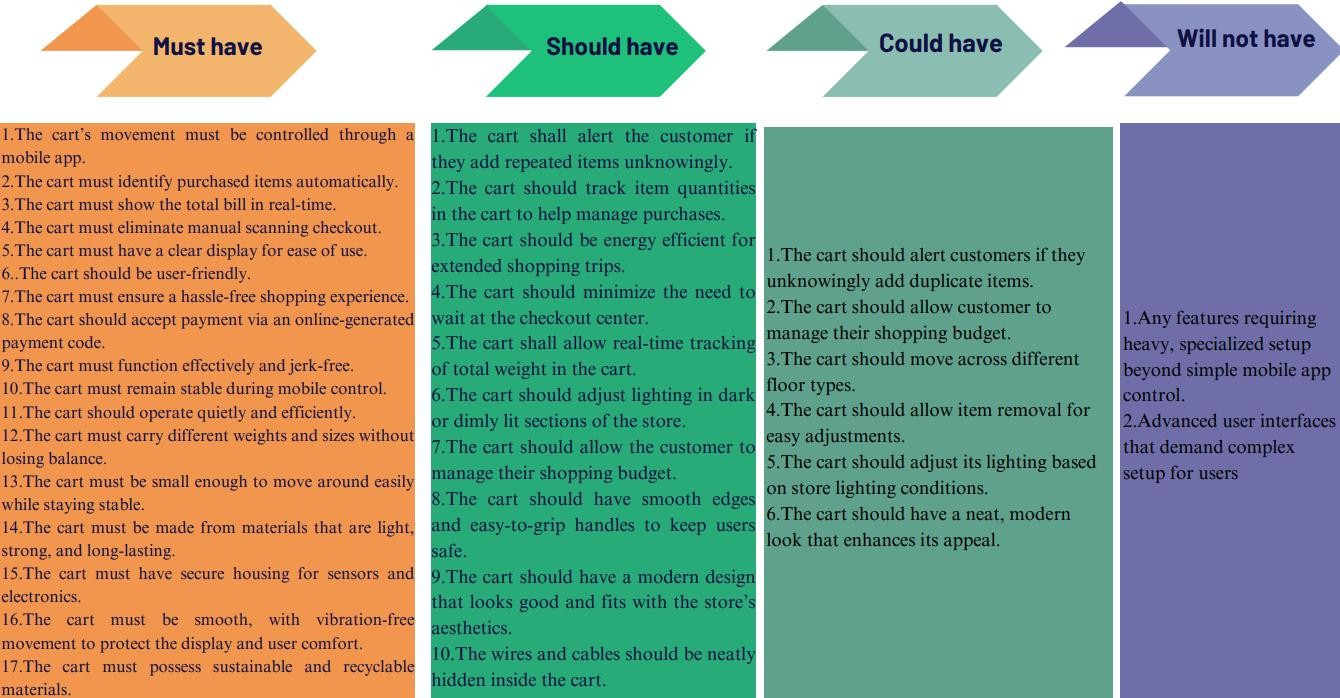 Must have
1.The cart's movement must be controlled through a
mobile app.
2.The cart must identify purchased items automatically.
3.The cart must show the total bill in real-time.
4.The cart must eliminate manual scanning checkout.
5.The cart must have a clear display for ease of use.
6..The cart should be user-friendly.
7.The cart must ensure a hassle-free shopping experience.
8.The cart should accept payment via an online-generated
payment code.
9.The cart must function effectively and jerk-free.
10.The cart must remain stable during mobile control.
11.The cart should operate quietly and efficiently.
12.The cart must carry different weights and sizes without
losing balance.
13.The cart must be small enough to move around easily
while staying stable.
14.The cart must be made from materials that are light,
strong, and long-lasting.
15.The cart must have secure housing for sensors and
electronics.
16.The cart must be smooth, with vibration-free
movement to protect the display and user comfort.
17.The cart must possess sustainable and recyclable
materials.
Should have
1.The cart shall alert the customer if
they add repeated items unknowingly.
2.The cart should track item quantities
in the cart to help manage purchases.
3.The cart should be energy efficient for
extended shopping trips.
4.The cart should minimize the need to
wait at the checkout center.
5.The cart shall allow real-time tracking
of total weight in the cart.
6.The cart should adjust lighting in dark
or dimly lit sections of the store.
7.The cart should allow the customer to
manage their shopping budget.
8.The cart should have smooth edges
and easy-to-grip handles to keep users
safe.
9.The cart should have a modern design
that looks good and fits with the store's
aesthetics.
10.The wires and cables should be neatly
hidden inside the cart.
Could have
1.The cart should alert customers if they
unknowingly add duplicate items.
2.The cart should allow customer to
manage their shopping budget.
3.The cart should move across different
floor types.
4.The cart should allow item removal for
easy adjustments.
5.The cart should adjust its lighting based
on store lighting conditions.
6.The cart should have a neat, modern
look that enhances its appeal.
Will not have
1.Any features requiring
heavy, specialized setup
beyond simple mobile app
control.
2.Advanced user interfaces
that demand complex
setup for users